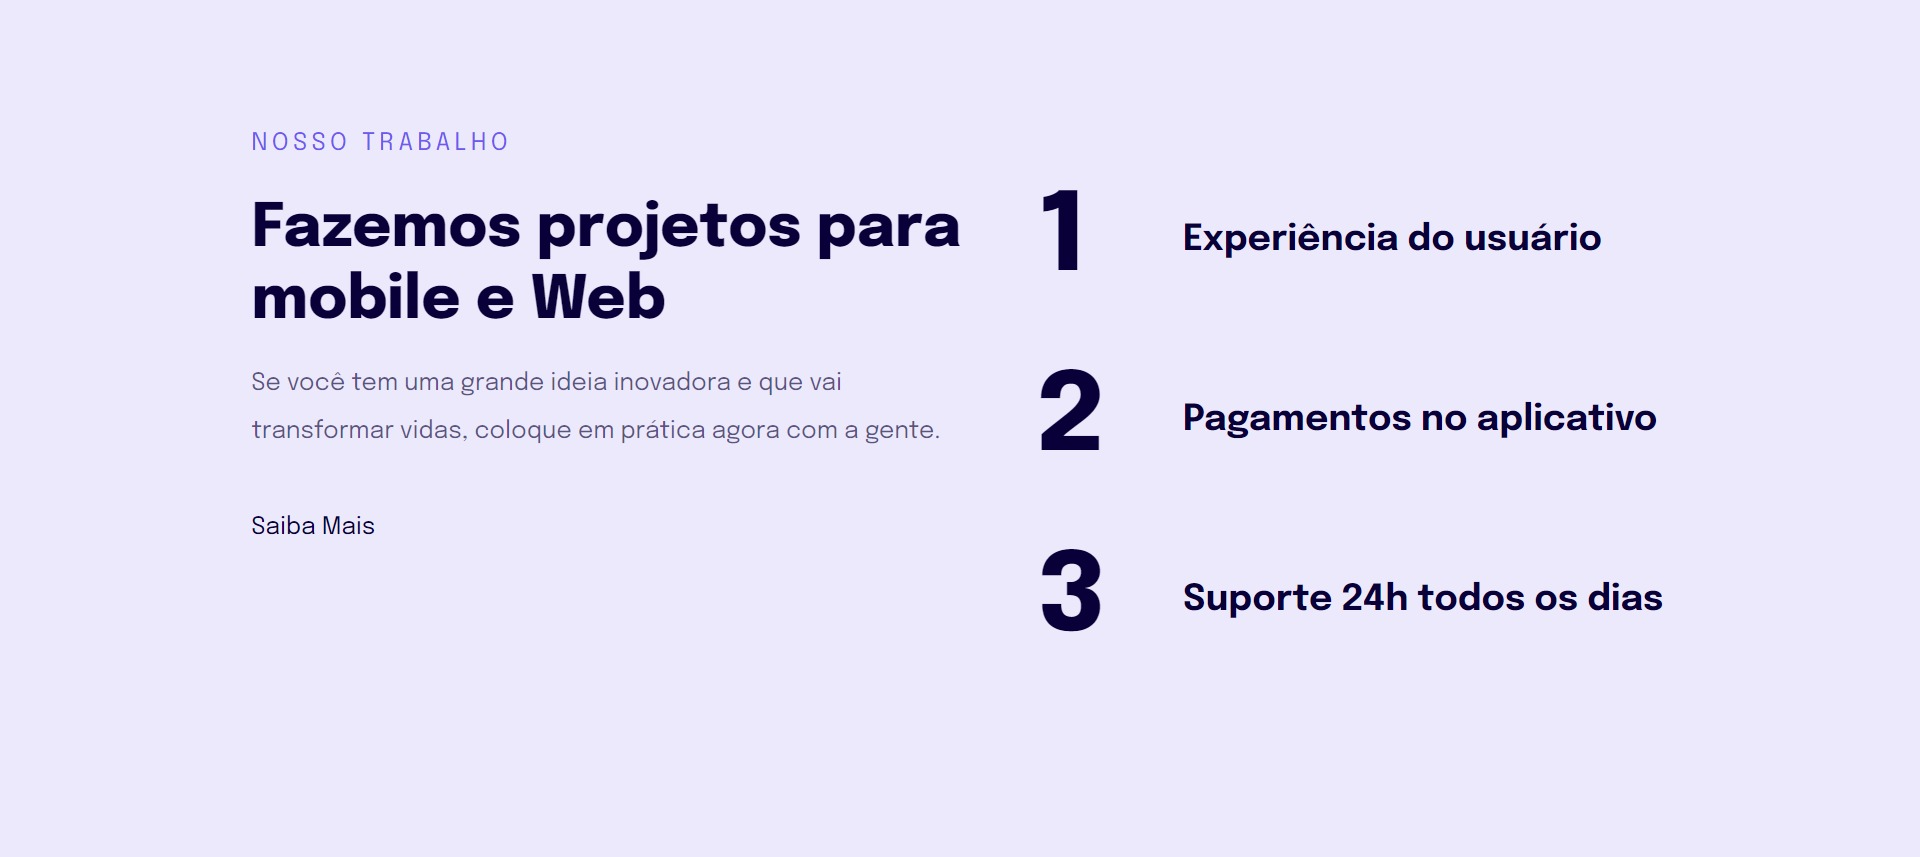 NOSSO TRABALHO
Fazemos projetos para
mobile e Web
Se você tem uma grande ideia inovadora e que vai
transformar vidas, coloque em prática agora com a gente.
Saiba Mais
1 Experiência do usuário
2 Pagamentos no aplicativo
3 Suporte 24h todos os dias